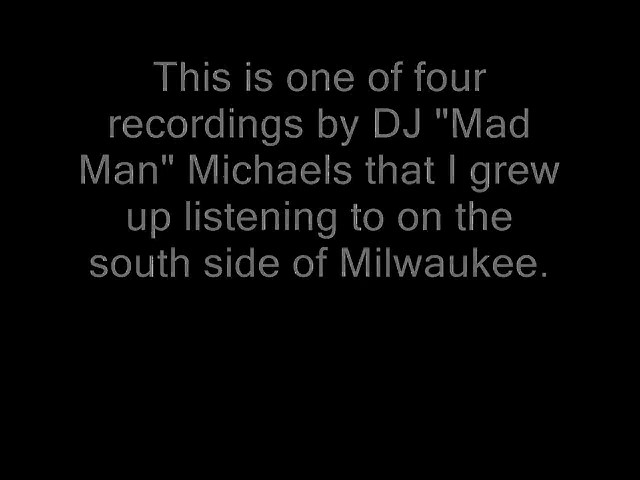 This is one of four
recordings by DJ "Mad
Man" Michaels that I grew
up listening to on the
south side of Milwaukee.